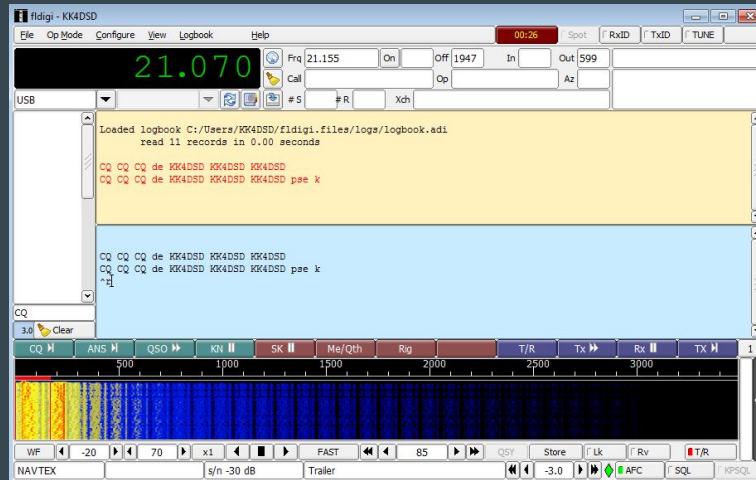 fldigi - KK4DSD
File Op Mode Configure View Logbook Help 00:26 Spot RxID TxID TUNE
21.070 Frq 21.155 On Off 1947 In Out 599
Call Op Az
USB # S # R Xch
Loaded logbook C:/Users/KK4DSD/fldigi.files/logs/logbook.adi
read 11 records in 0.00 seconds
CQ CQ CQ de KK4DSD KK4DSD KK4DSD
CQ CQ CQ de KK4DSD KK4DSD KK4DSD pse k
CQ CQ CQ de KK4DSD KK4DSD KK4DSD
CQ CQ CQ de KK4DSD KK4DSD KK4DSD pse k
^r
CQ
3.0 Clear
CQ ANS QSO KN SK Me/Qth Rig T/R Tx Rx TX 1
500 1000 1500 2000 2500 3000
WF -20 70 x1 FAST 85 QSY Store Lk Rv T/R
NAVTEX s/n -30 dB Trailer -3.0 AFC SQL KPSQL